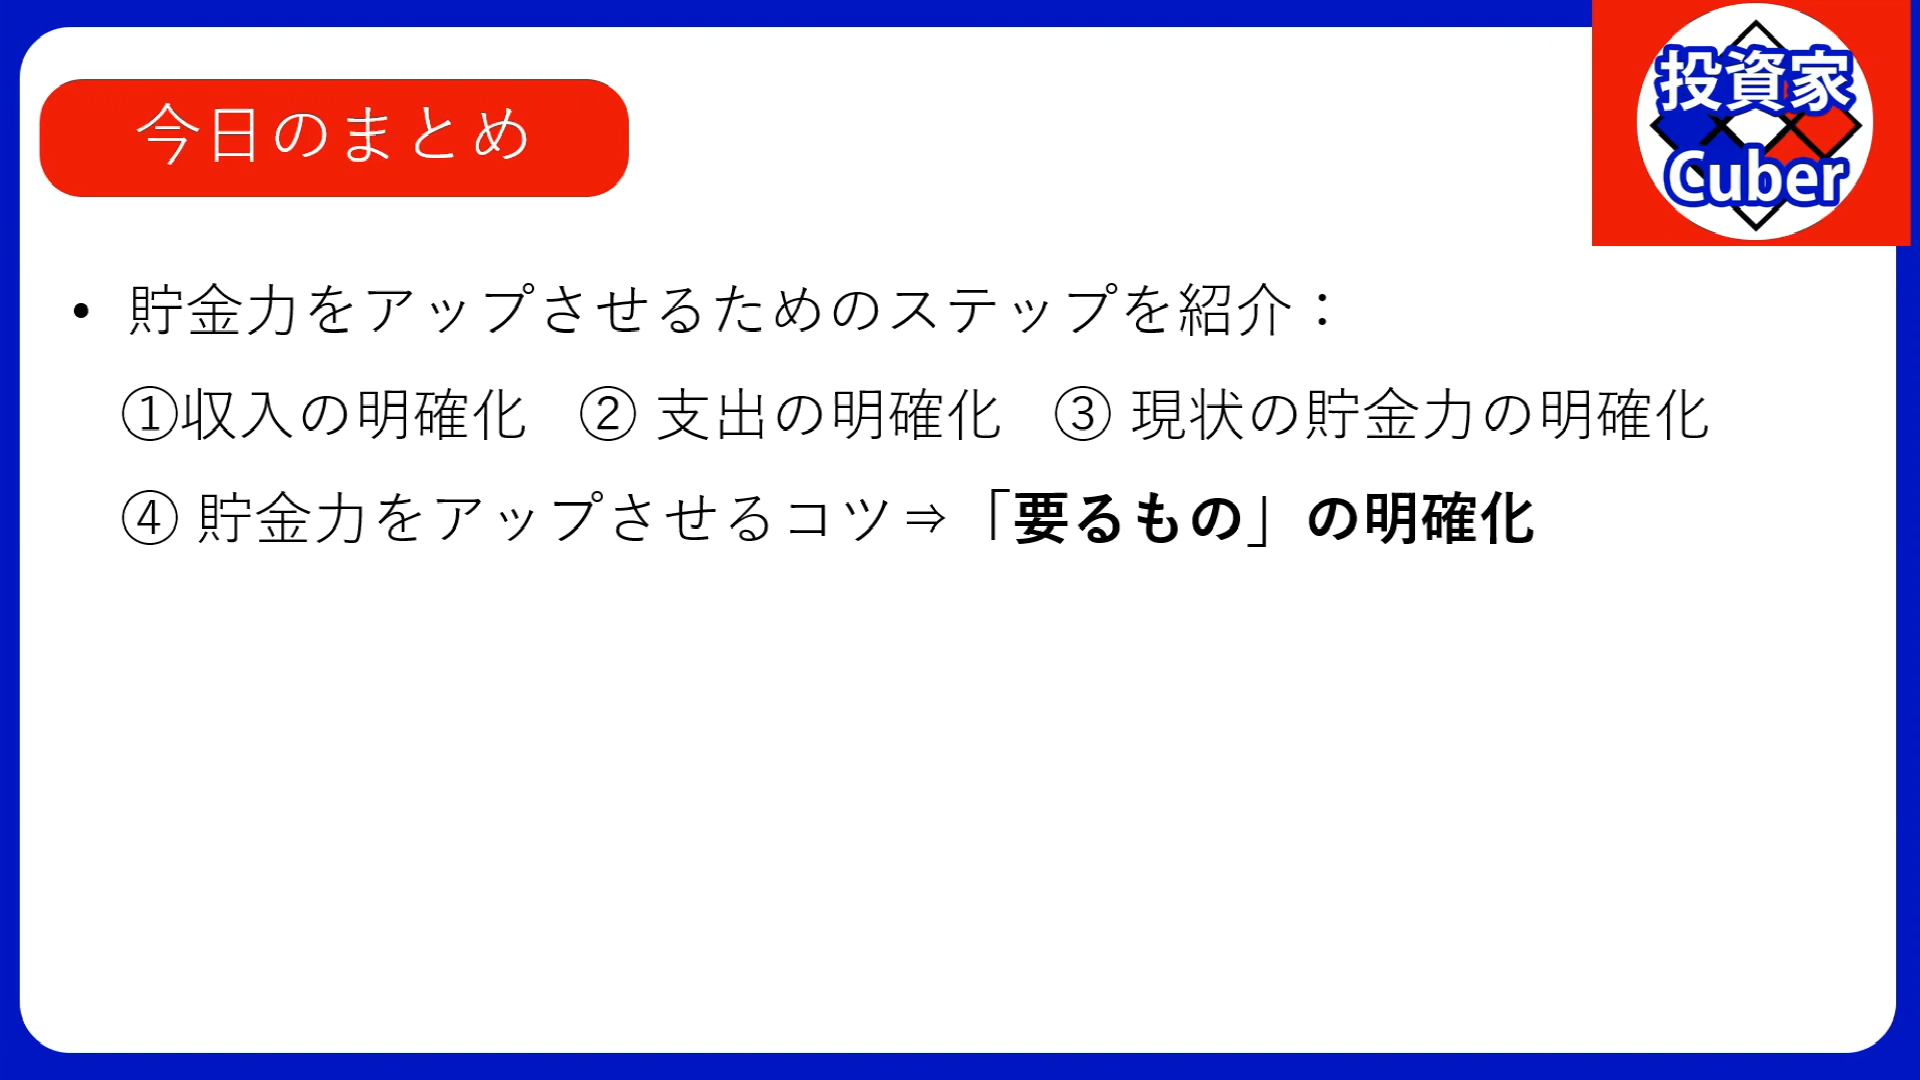 今日のまとめ
投資家
Cuber
• 貯金力をアップさせるためのステップを紹介：
①収入の明確化 ② 支出の明確化 ③ 現状の貯金力の明確化
④ 貯金力をアップさせるコツ⇒「要るもの」の明確化